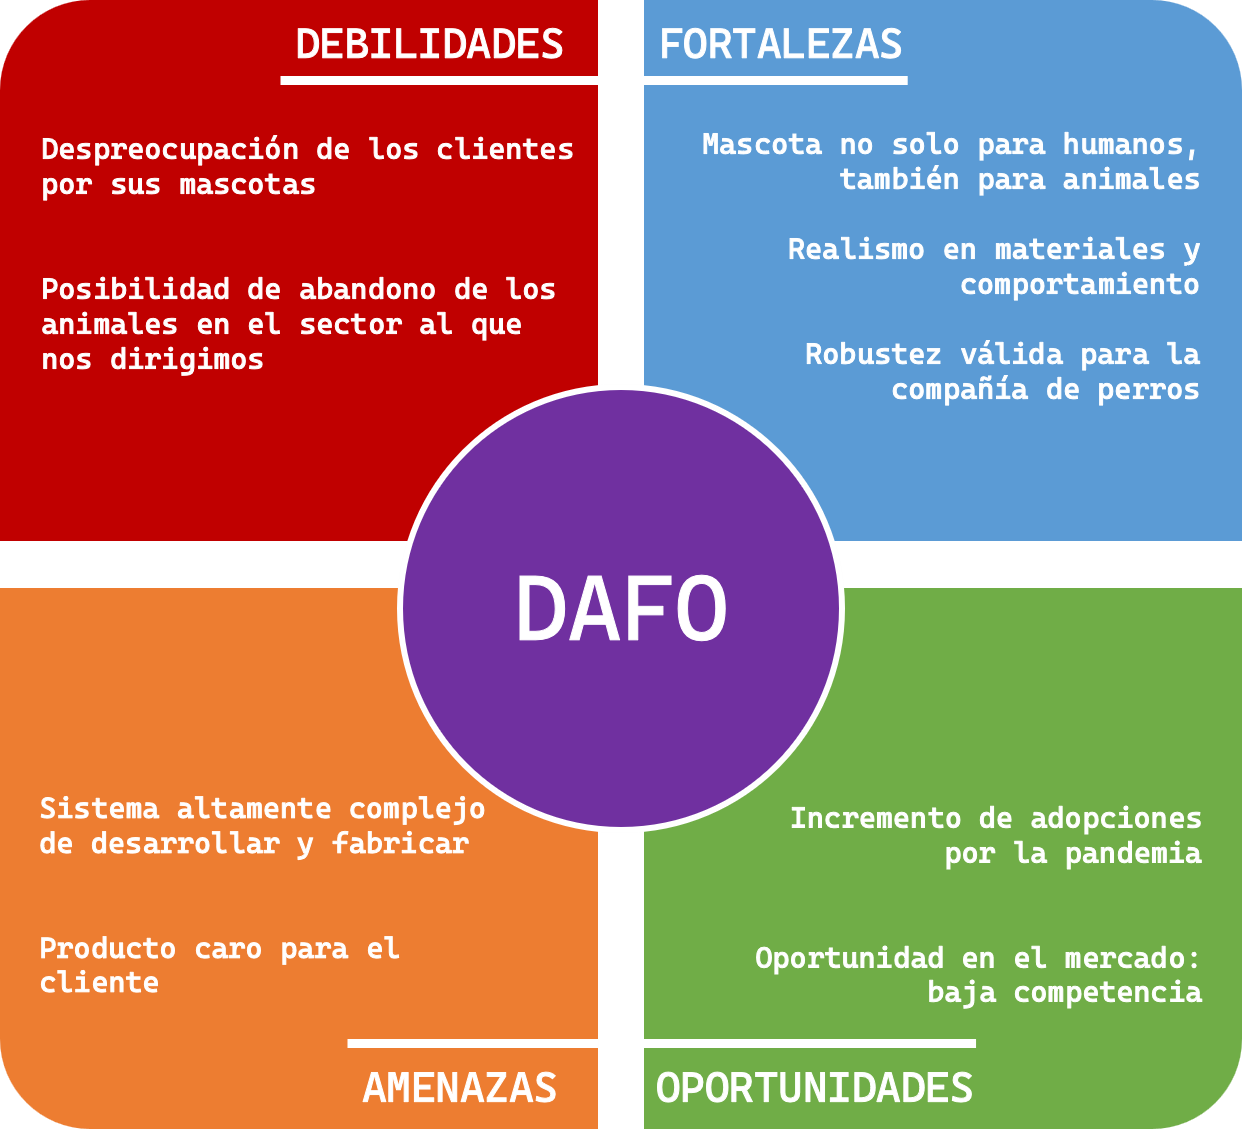 DEBILIDADES
Despreocupación de los clientes
por sus mascotas
Posibilidad de abandono de los
animales en el sector al que
nos dirigimos
FORTALEZAS
Mascota no solo para humanos,
también para animales
Realismo en materiales y
comportamiento
Robustez válida para la
compañía de perros
DAFO
Sistema altamente complejo
de desarrollar y fabricar
Producto caro para el
cliente
AMENAZAS
Incremento de adopciones
por la pandemia
Oportunidad en el mercado:
baja competencia
OPORTUNIDADES